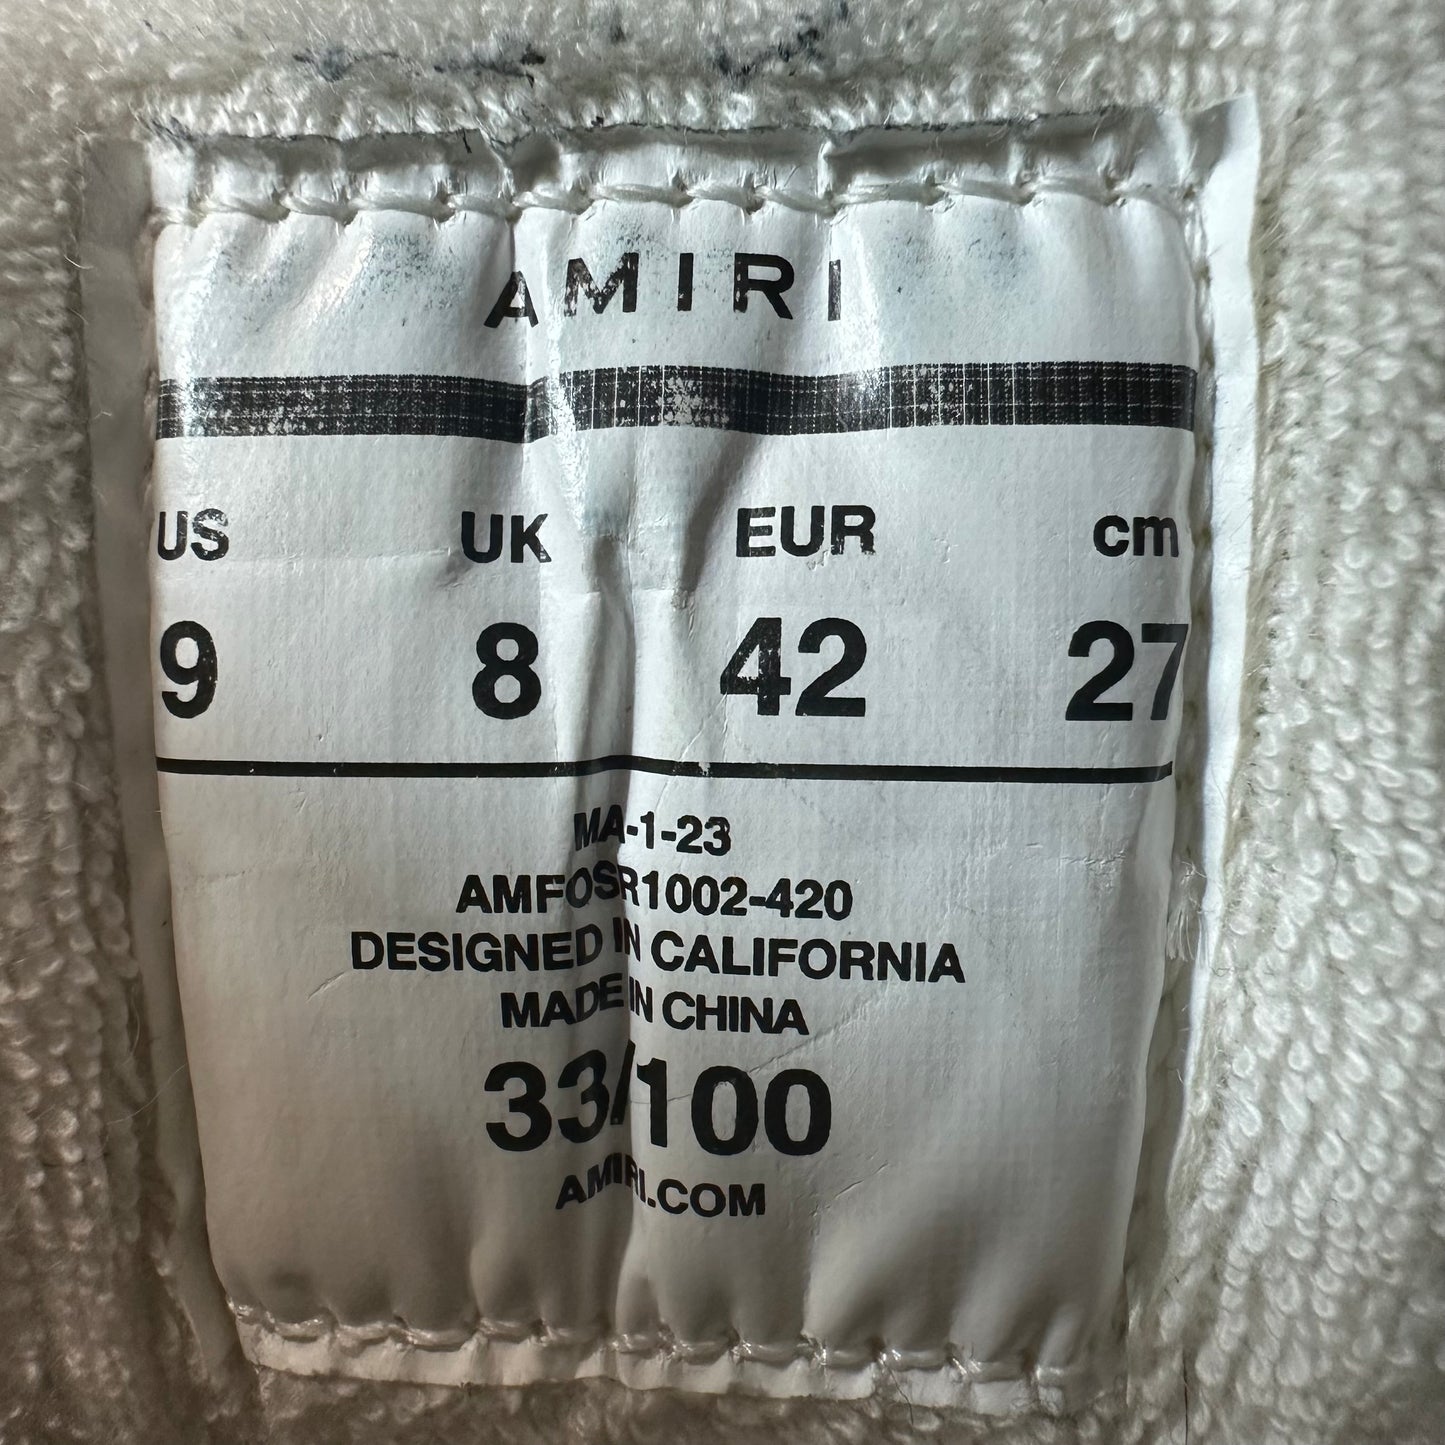 AMIRI
US UK EUR cm
9 8 42 27
MA-1-23
AMFOSR1002-420
DESIGNED IN CALIFORNIA
MADE IN CHINA
33/100
AMIRI.COM